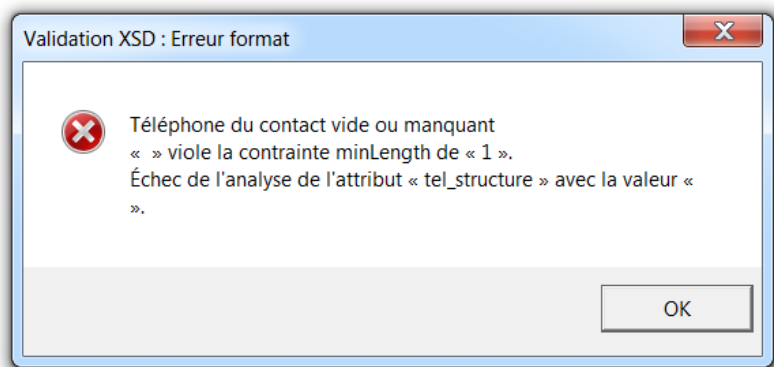 Validation XSD : Erreur format
Téléphone du contact vide ou manquant
«  » viole la contrainte minLength de « 1 ».
Échec de l'analyse de l'attribut « tel_structure » avec la valeur «
».
OK